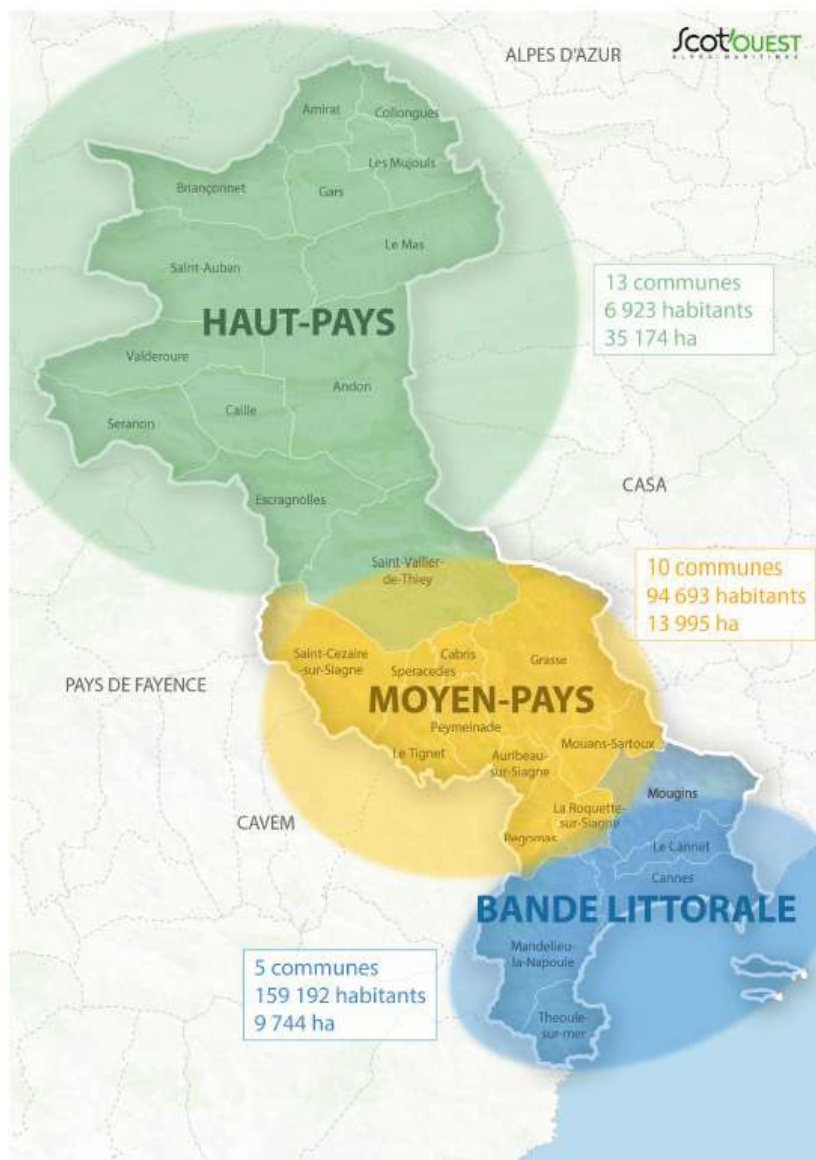 ALPES D'AZUR
Scot'OUEST
ALPES-MARITIMES
Amirat
Collongues
Les Mujouls
Briançonnet
Gars
Le Mas
Saint-Auban
HAUT-PAYS
13 communes
6 923 habitants
35 174 ha
Valderoure
Andon
Caille
Seranon
CASA
Escragnolles
Saint-Vallier-
de-Thiey
10 communes
94 693 habitants
13 995 ha
Saint-Cezaire
-sur-Siagne
Cabris
Speracedes
Grasse
PAYS DE FAYENCE
MOYEN-PAYS
Peymeinade
Le Tignet
Auribeau-
sur-Siagne
Mouans-Sartoux
Mougins
La Roquette-
sur-Siagne
CAVEM
Pegomas
Le Cannet
Cannes
BANDE LITTORALE
Mandelieu-
la-Napoule
5 communes
159 192 habitants
9 744 ha
Theoule-
sur-mer